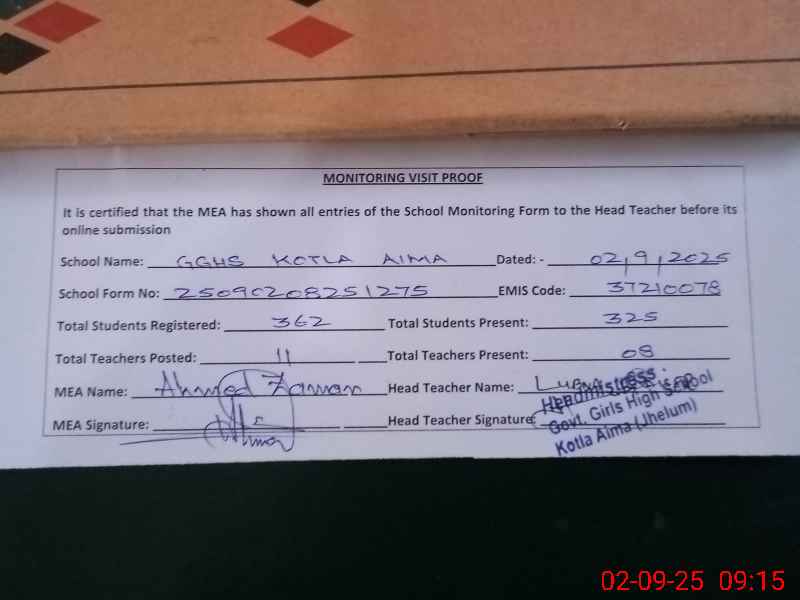 MONITORING VISIT PROOF
It is certified that the MEA has shown all entries of the School Monitoring Form to the Head Teacher before its
online submission
School Name: GGHS KOTLA AIMA Dated: - 02,9,2025
School Form No: 25090208251275 EMIS Code: 37210078
Total Students Registered: 362 Total Students Present: 325
Total Teachers Posted: 11 Total Teachers Present: 08
MEA Name: Ahmed Zaman Head Teacher Name:
MEA Signature: Head Teacher Signature:
Headmistress
Govt. Girls High School
Kotla Aima (Jhelum)
02-09-25 09:15